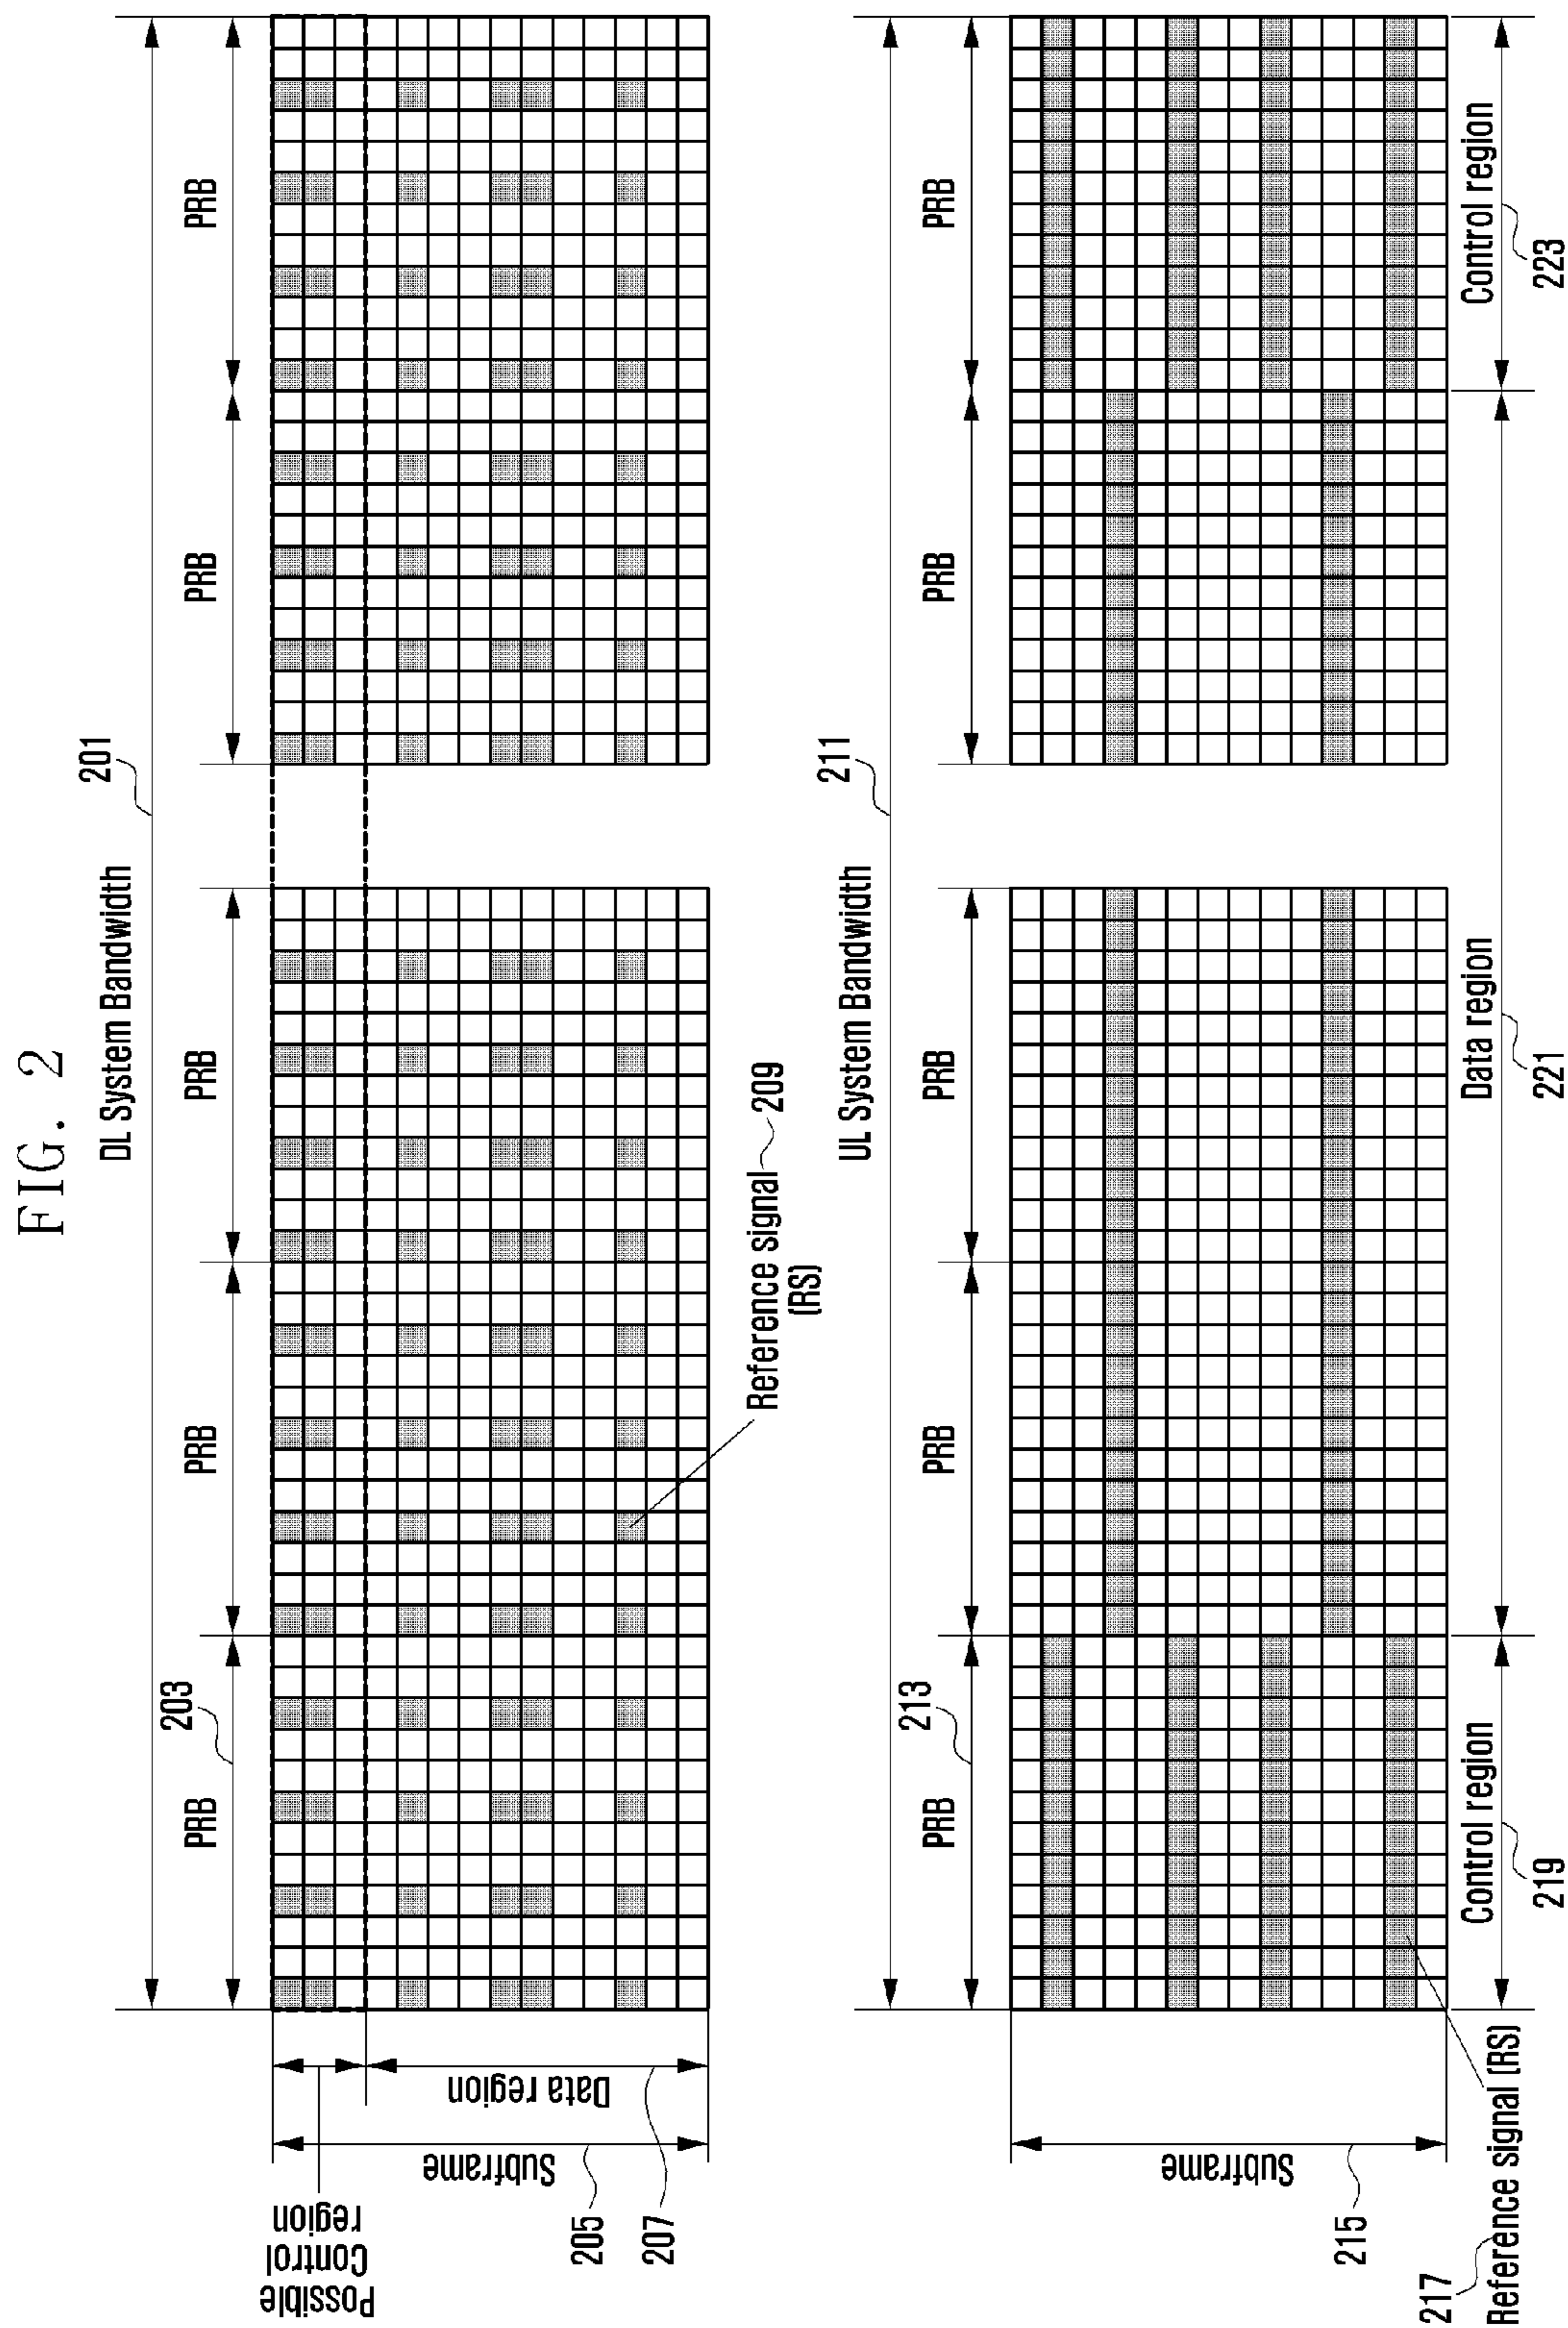 FIG. 2
DL System Bandwidth
201
203
PRB
PRB
PRB
PRB
PRB
Possible
Control
region
Data region
Subframe
205
207
Reference signal 209
(RS)
UL System Bandwidth
211
213
PRB
PRB
PRB
PRB
PRB
Subframe
215
217
Reference signal (RS)
Control region
219
Data region
221
Control region
223